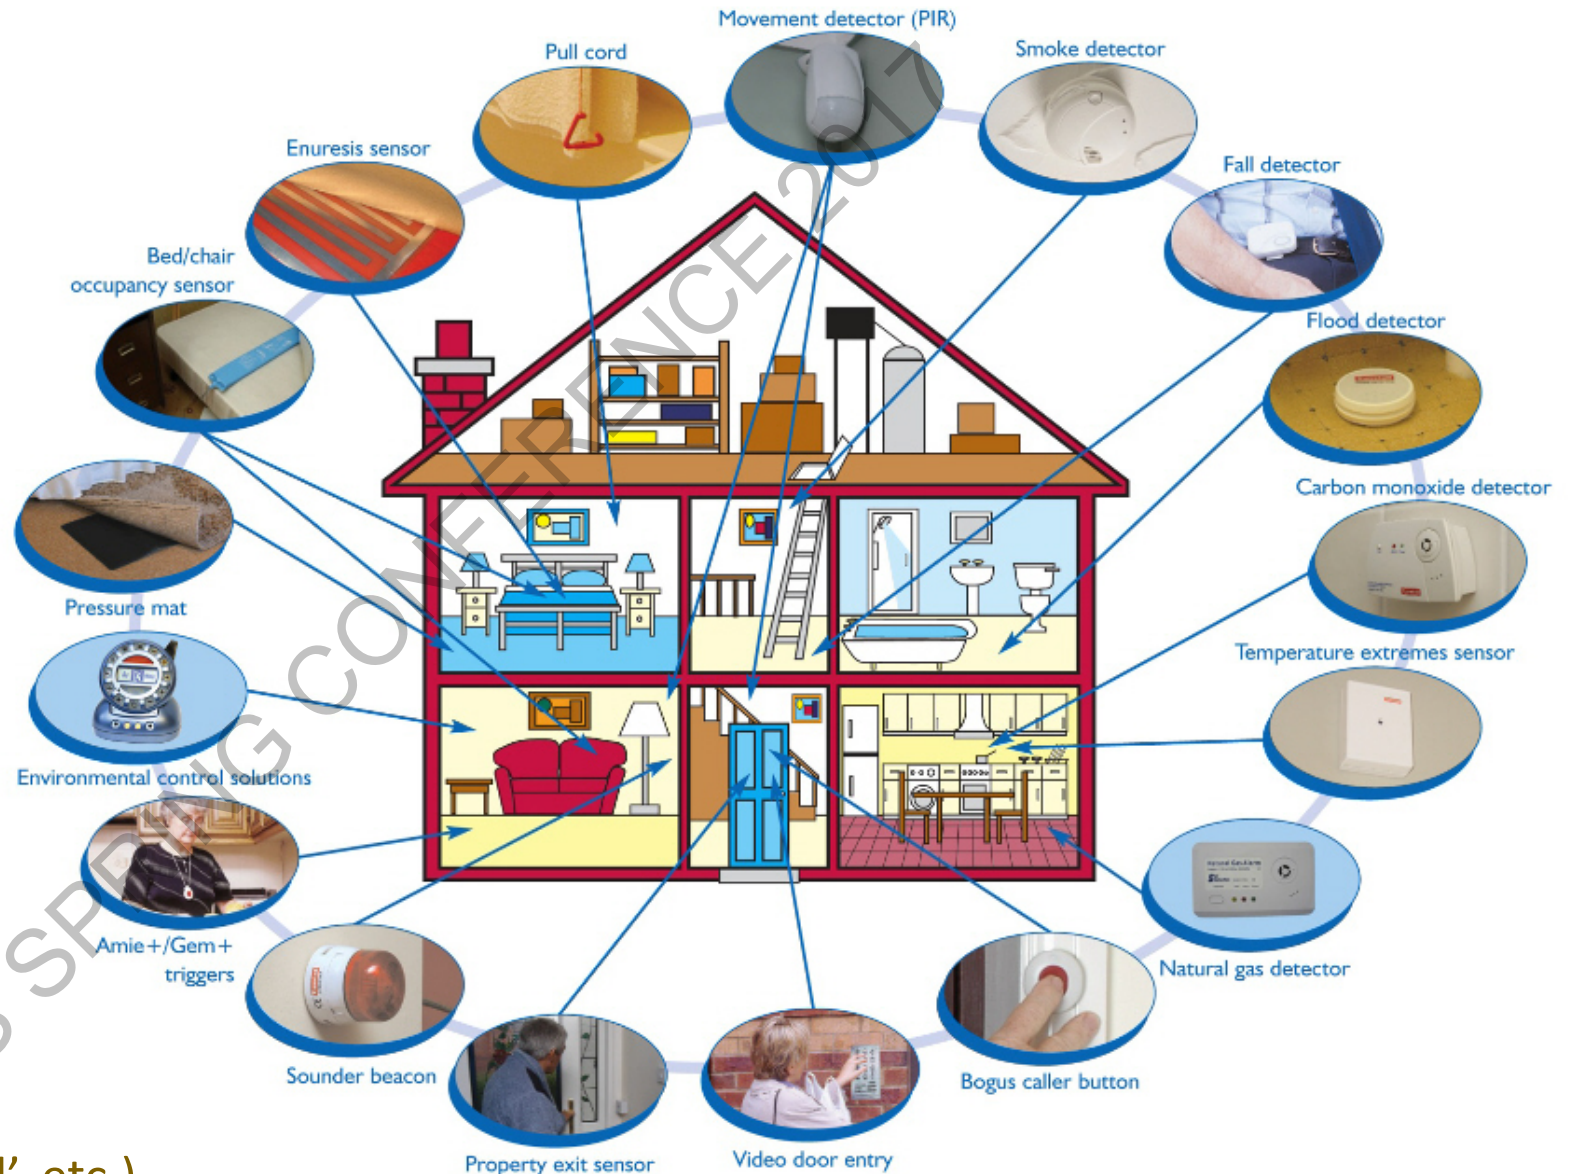 Movement detector (PIR)
Pull cord
Smoke detector
Enuresis sensor
Fall detector
Bed/chair
occupancy sensor
Flood detector
Carbon monoxide detector
Pressure mat
Temperature extremes sensor
Environmental control solutions
Amie+/Gem+
triggers
Natural gas detector
Sounder beacon
Bogus caller button
Property exit sensor
Video door entry
SPRING CONFERENCE 2017
etc.)